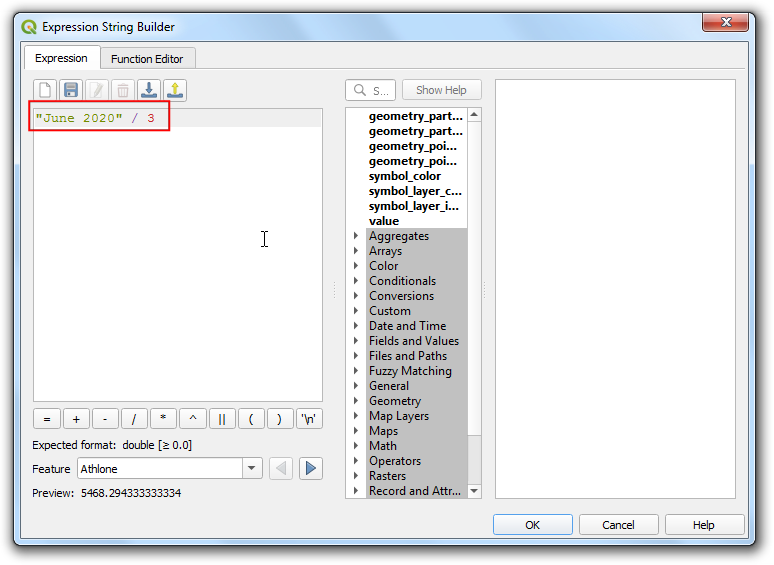 Expression String Builder
Expression
Function Editor
"June 2020" / 3
S...
Show Help
geometry_part...
geometry_part...
geometry_poi...
geometry_poi...
symbol_color
symbol_layer_c...
symbol_layer_i...
value
Aggregates
Arrays
Color
Conditionals
Conversions
Custom
Date and Time
Fields and Values
Files and Paths
Fuzzy Matching
General
Geometry
Map Layers
Maps
Math
Operators
Rasters
Record and Attr...
= + - / * ^ || ( ) '\n'
Expected format: double [≥ 0.0]
Feature Athlone
Preview: 5468.294333333334
OK Cancel Help